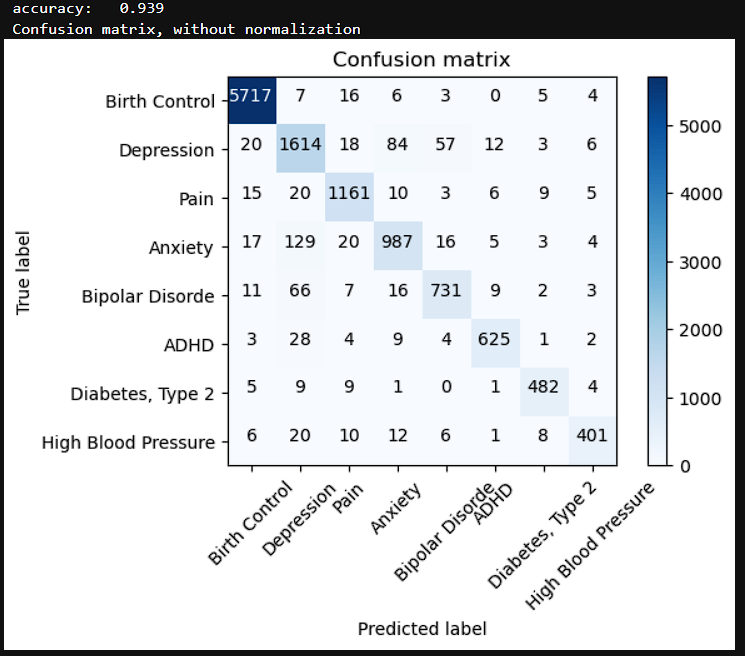 accuracy:   0.939
Confusion matrix, without normalization
Confusion matrix
Birth Control 5717 7 16 6 3 0 5 4
Depression 20 1614 18 84 57 12 3 6
Pain 15 20 1161 10 3 6 9 5
Anxiety 17 129 20 987 16 5 3 4
Bipolar Disorde 11 66 7 16 731 9 2 3
ADHD 3 28 4 9 4 625 1 2
Diabetes, Type 2 5 9 9 1 0 1 482 4
High Blood Pressure 6 20 10 12 6 1 8 401
True label
Birth Control Depression Pain Anxiety Bipolar Disorde ADHD Diabetes, Type 2 High Blood Pressure
Predicted label
5000
4000
3000
2000
1000
0